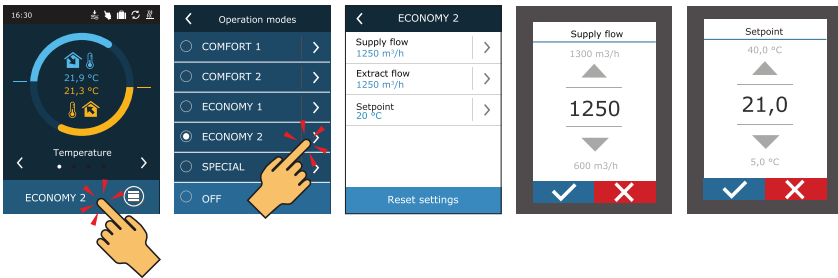 16:30
21,9 °C
21,3 °C
Temperature
ECONOMY 2
Operation modes
COMFORT 1
COMFORT 2
ECONOMY 1
ECONOMY 2
SPECIAL
OFF
ECONOMY 2
Supply flow
1250 m³/h
Extract flow
1250 m³/h
Setpoint
20 °C
Reset settings
Supply flow
1300 m3/h
1250
600 m3/h
Setpoint
40,0 °C
21,0
5,0 °C